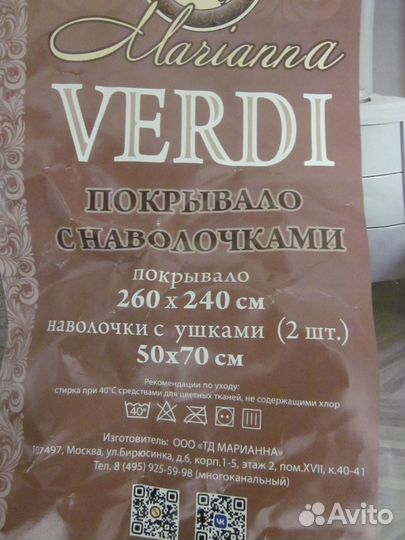 Marianna
VERDI
ПОКРЫВАЛО
С НАВОЛОЧКАМИ
покрывало
260 x 240 см
наволочки с ушками (2 шт.)
50х70 см
Рекомендации по уходу:
стирка при 40°С средствами для цветных тканей, не содержащими хлор
40°
Изготовитель: ООО «ТД МАРИАННА»
107497, Москва, ул.Бирюсинка, д.6, корп.1-5, этаж 2, пом.XVII, к.40-41
Тел. 8 (495) 925-59-98 (многоканальный)
Avito